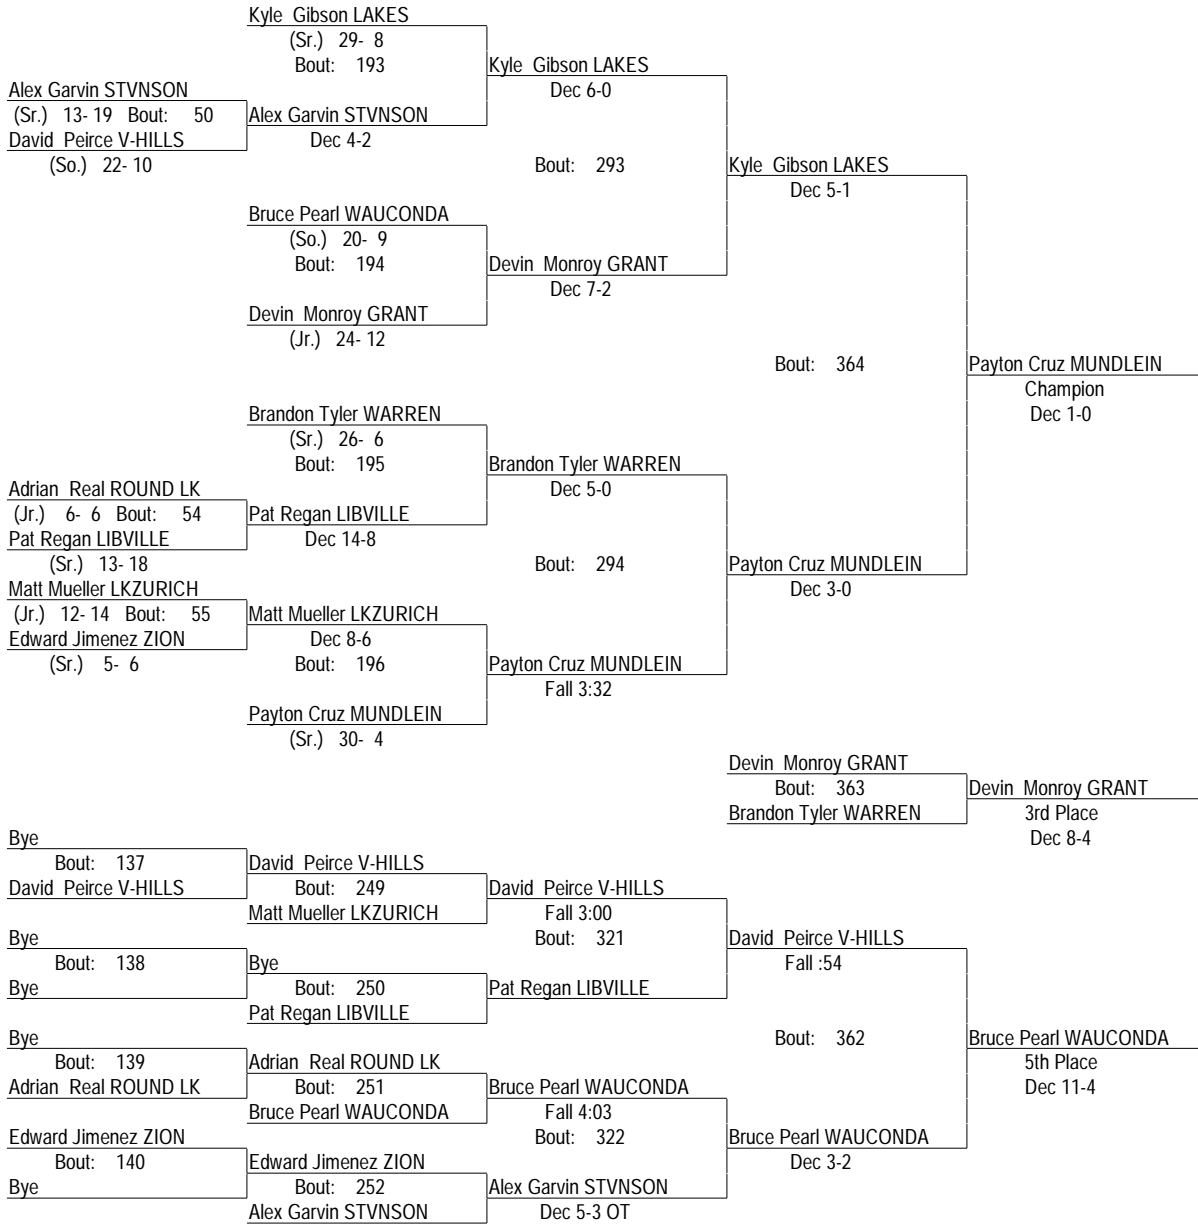 Kyle Gibson LAKES
(Sr.) 29- 8
Bout: 193
Kyle Gibson LAKES
Dec 6-0
Alex Garvin STVNSON
(Sr.) 13- 19 Bout: 50
Alex Garvin STVNSON
David Peirce V-HILLS
Dec 4-2
(So.) 22- 10
Bout: 293
Kyle Gibson LAKES
Dec 5-1
Bruce Pearl WAUCONDA
(So.) 20- 9
Bout: 194
Devin Monroy GRANT
Dec 7-2
Devin Monroy GRANT
(Jr.) 24- 12
Bout: 364
Payton Cruz MUNDLEIN
Champion
Dec 1-0
Brandon Tyler WARREN
(Sr.) 26- 6
Bout: 195
Brandon Tyler WARREN
Dec 5-0
Adrian Real ROUND LK
(Jr.) 6- 6 Bout: 54
Pat Regan LIBVILLE
Pat Regan LIBVILLE
Dec 14-8
(Sr.) 13- 18
Bout: 294
Payton Cruz MUNDLEIN
Dec 3-0
Matt Mueller LKZURICH
(Jr.) 12- 14 Bout: 55
Matt Mueller LKZURICH
Edward Jimenez ZION
Dec 8-6
(Sr.) 5- 6
Bout: 196
Payton Cruz MUNDLEIN
Fall 3:32
Payton Cruz MUNDLEIN
(Sr.) 30- 4
Devin Monroy GRANT
Bout: 363
Devin Monroy GRANT
Brandon Tyler WARREN
3rd Place
Dec 8-4
Bye
Bout: 137
David Peirce V-HILLS
David Peirce V-HILLS
Bout: 249
David Peirce V-HILLS
Matt Mueller LKZURICH
Fall 3:00
Bout: 321
David Peirce V-HILLS
Fall :54
Bye
Bout: 138
Bye
Bye
Bout: 250
Pat Regan LIBVILLE
Pat Regan LIBVILLE
Bout: 362
Bruce Pearl WAUCONDA
5th Place
Dec 11-4
Bye
Bout: 139
Adrian Real ROUND LK
Adrian Real ROUND LK
Bout: 251
Bruce Pearl WAUCONDA
Bruce Pearl WAUCONDA
Fall 4:03
Bout: 322
Bruce Pearl WAUCONDA
Dec 3-2
Edward Jimenez ZION
Bout: 140
Edward Jimenez ZION
Bye
Bout: 252
Alex Garvin STVNSON
Alex Garvin STVNSON
Dec 5-3 OT